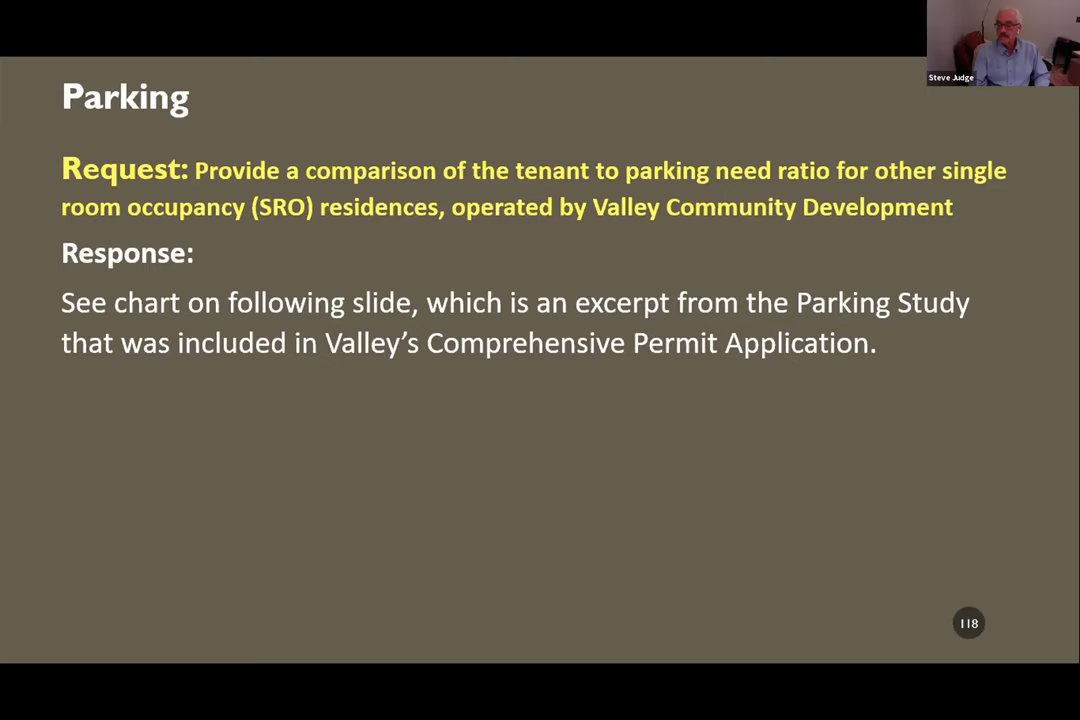 Steve Judge
Parking
Request: Provide a comparison of the tenant to parking need ratio for other single
room occupancy (SRO) residences, operated by Valley Community Development
Response:
See chart on following slide, which is an excerpt from the Parking Study
that was included in Valley’s Comprehensive Permit Application.
118